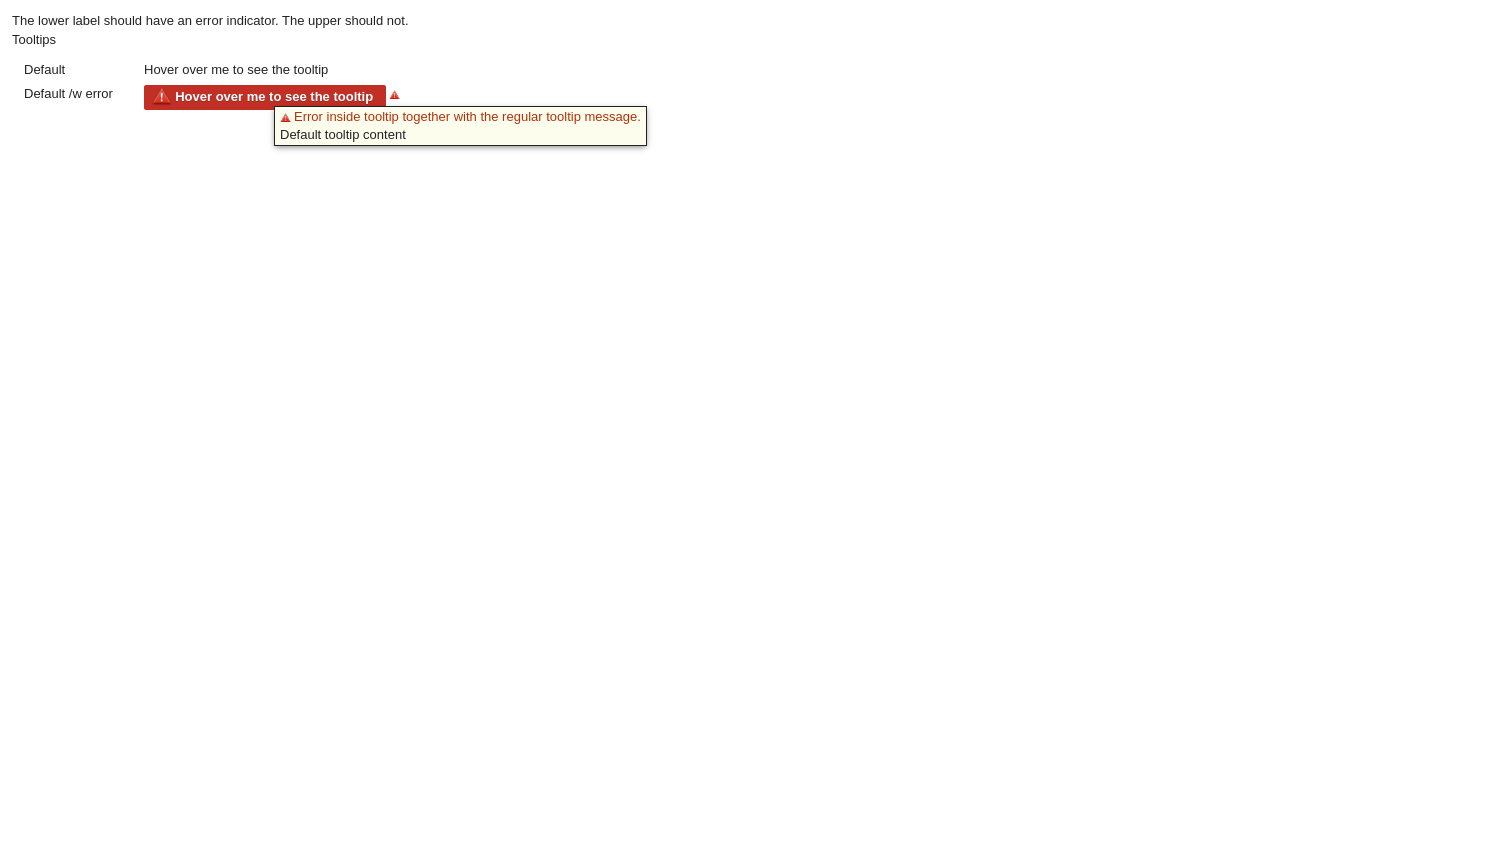 The lower label should have an error indicator. The upper should not.
Tooltips
Default Hover over me to see the tooltip
Default /w error Hover over me to see the tooltip
Error inside tooltip together with the regular tooltip message.
Default tooltip content